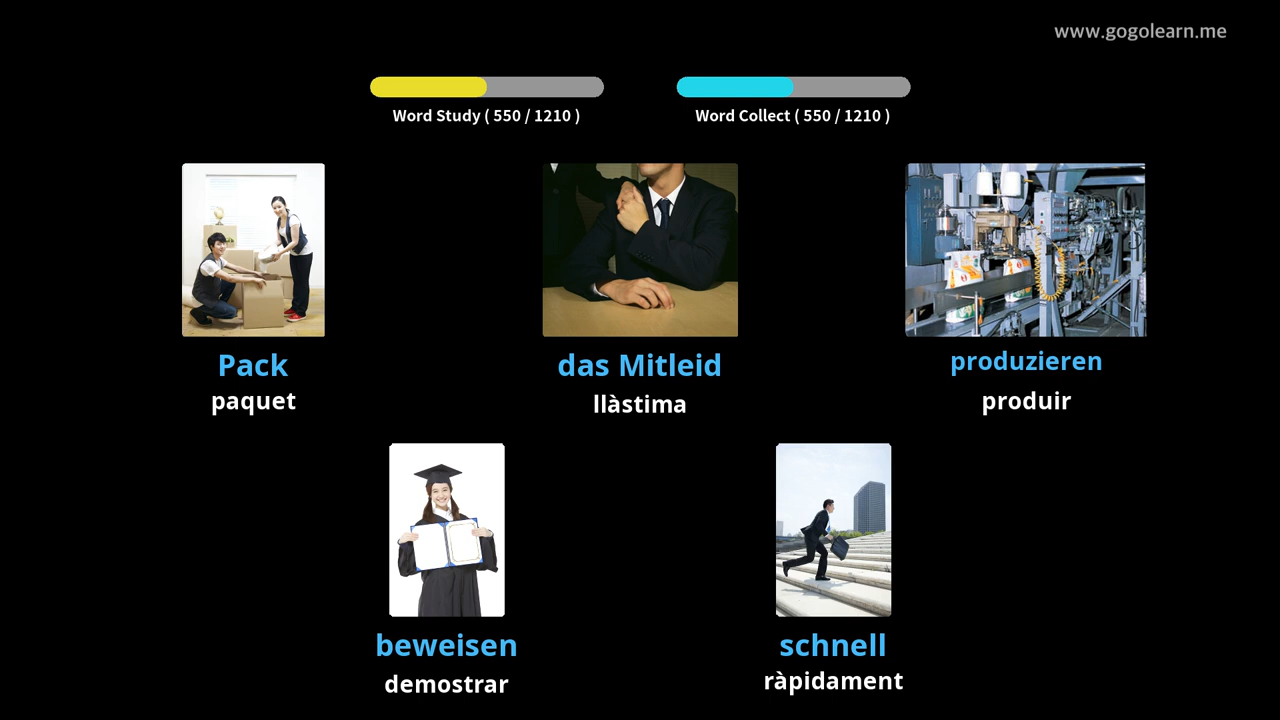 www.gogolearn.me
Word Study ( 550 / 1210 )
Word Collect ( 550 / 1210 )
Pack
paquet
das Mitleid
llàstima
produzieren
produir
beweisen
demostrar
schnell
ràpidament